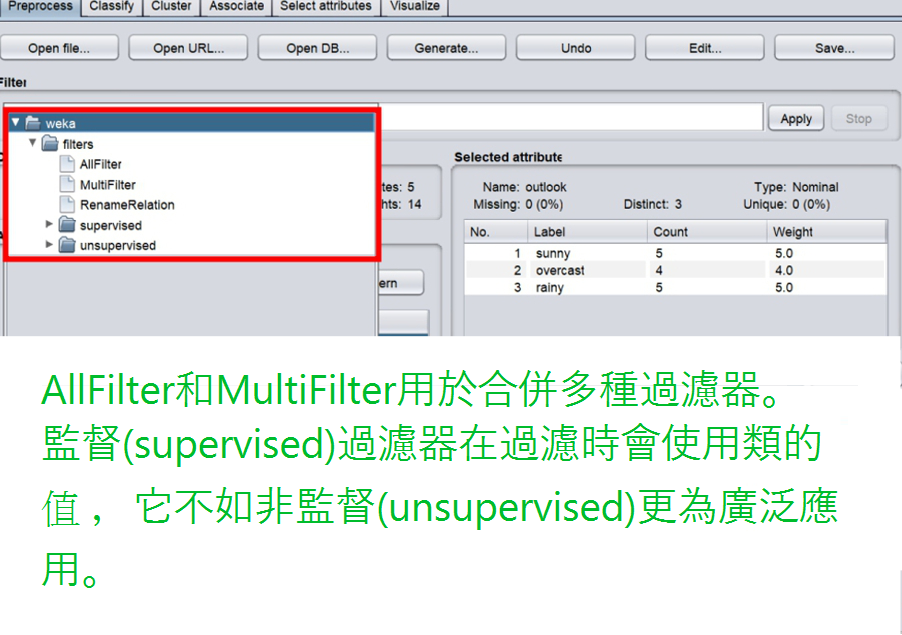 Preprocess Classify Cluster Associate Select attributes Visualize
Open file... Open URL... Open DB... Generate... Undo Edit... Save...
Filter
weka
Apply Stop
filters
AllFilter
MultiFilter
RenameRelation
supervised
unsupervised
tes: 5
hts: 14
ern
Selected attribute
Name: outlook Type: Nominal
Missing: 0 (0%) Distinct: 3 Unique: 0 (0%)
No. Label Count Weight
1 sunny 5 5.0
2 overcast 4 4.0
3 rainy 5 5.0
AllFilter和MultiFilter用於合併多種過濾器。
監督(supervised)過濾器在過濾時會使用類的
值，它不如非監督(unsupervised)更為廣泛應
用。